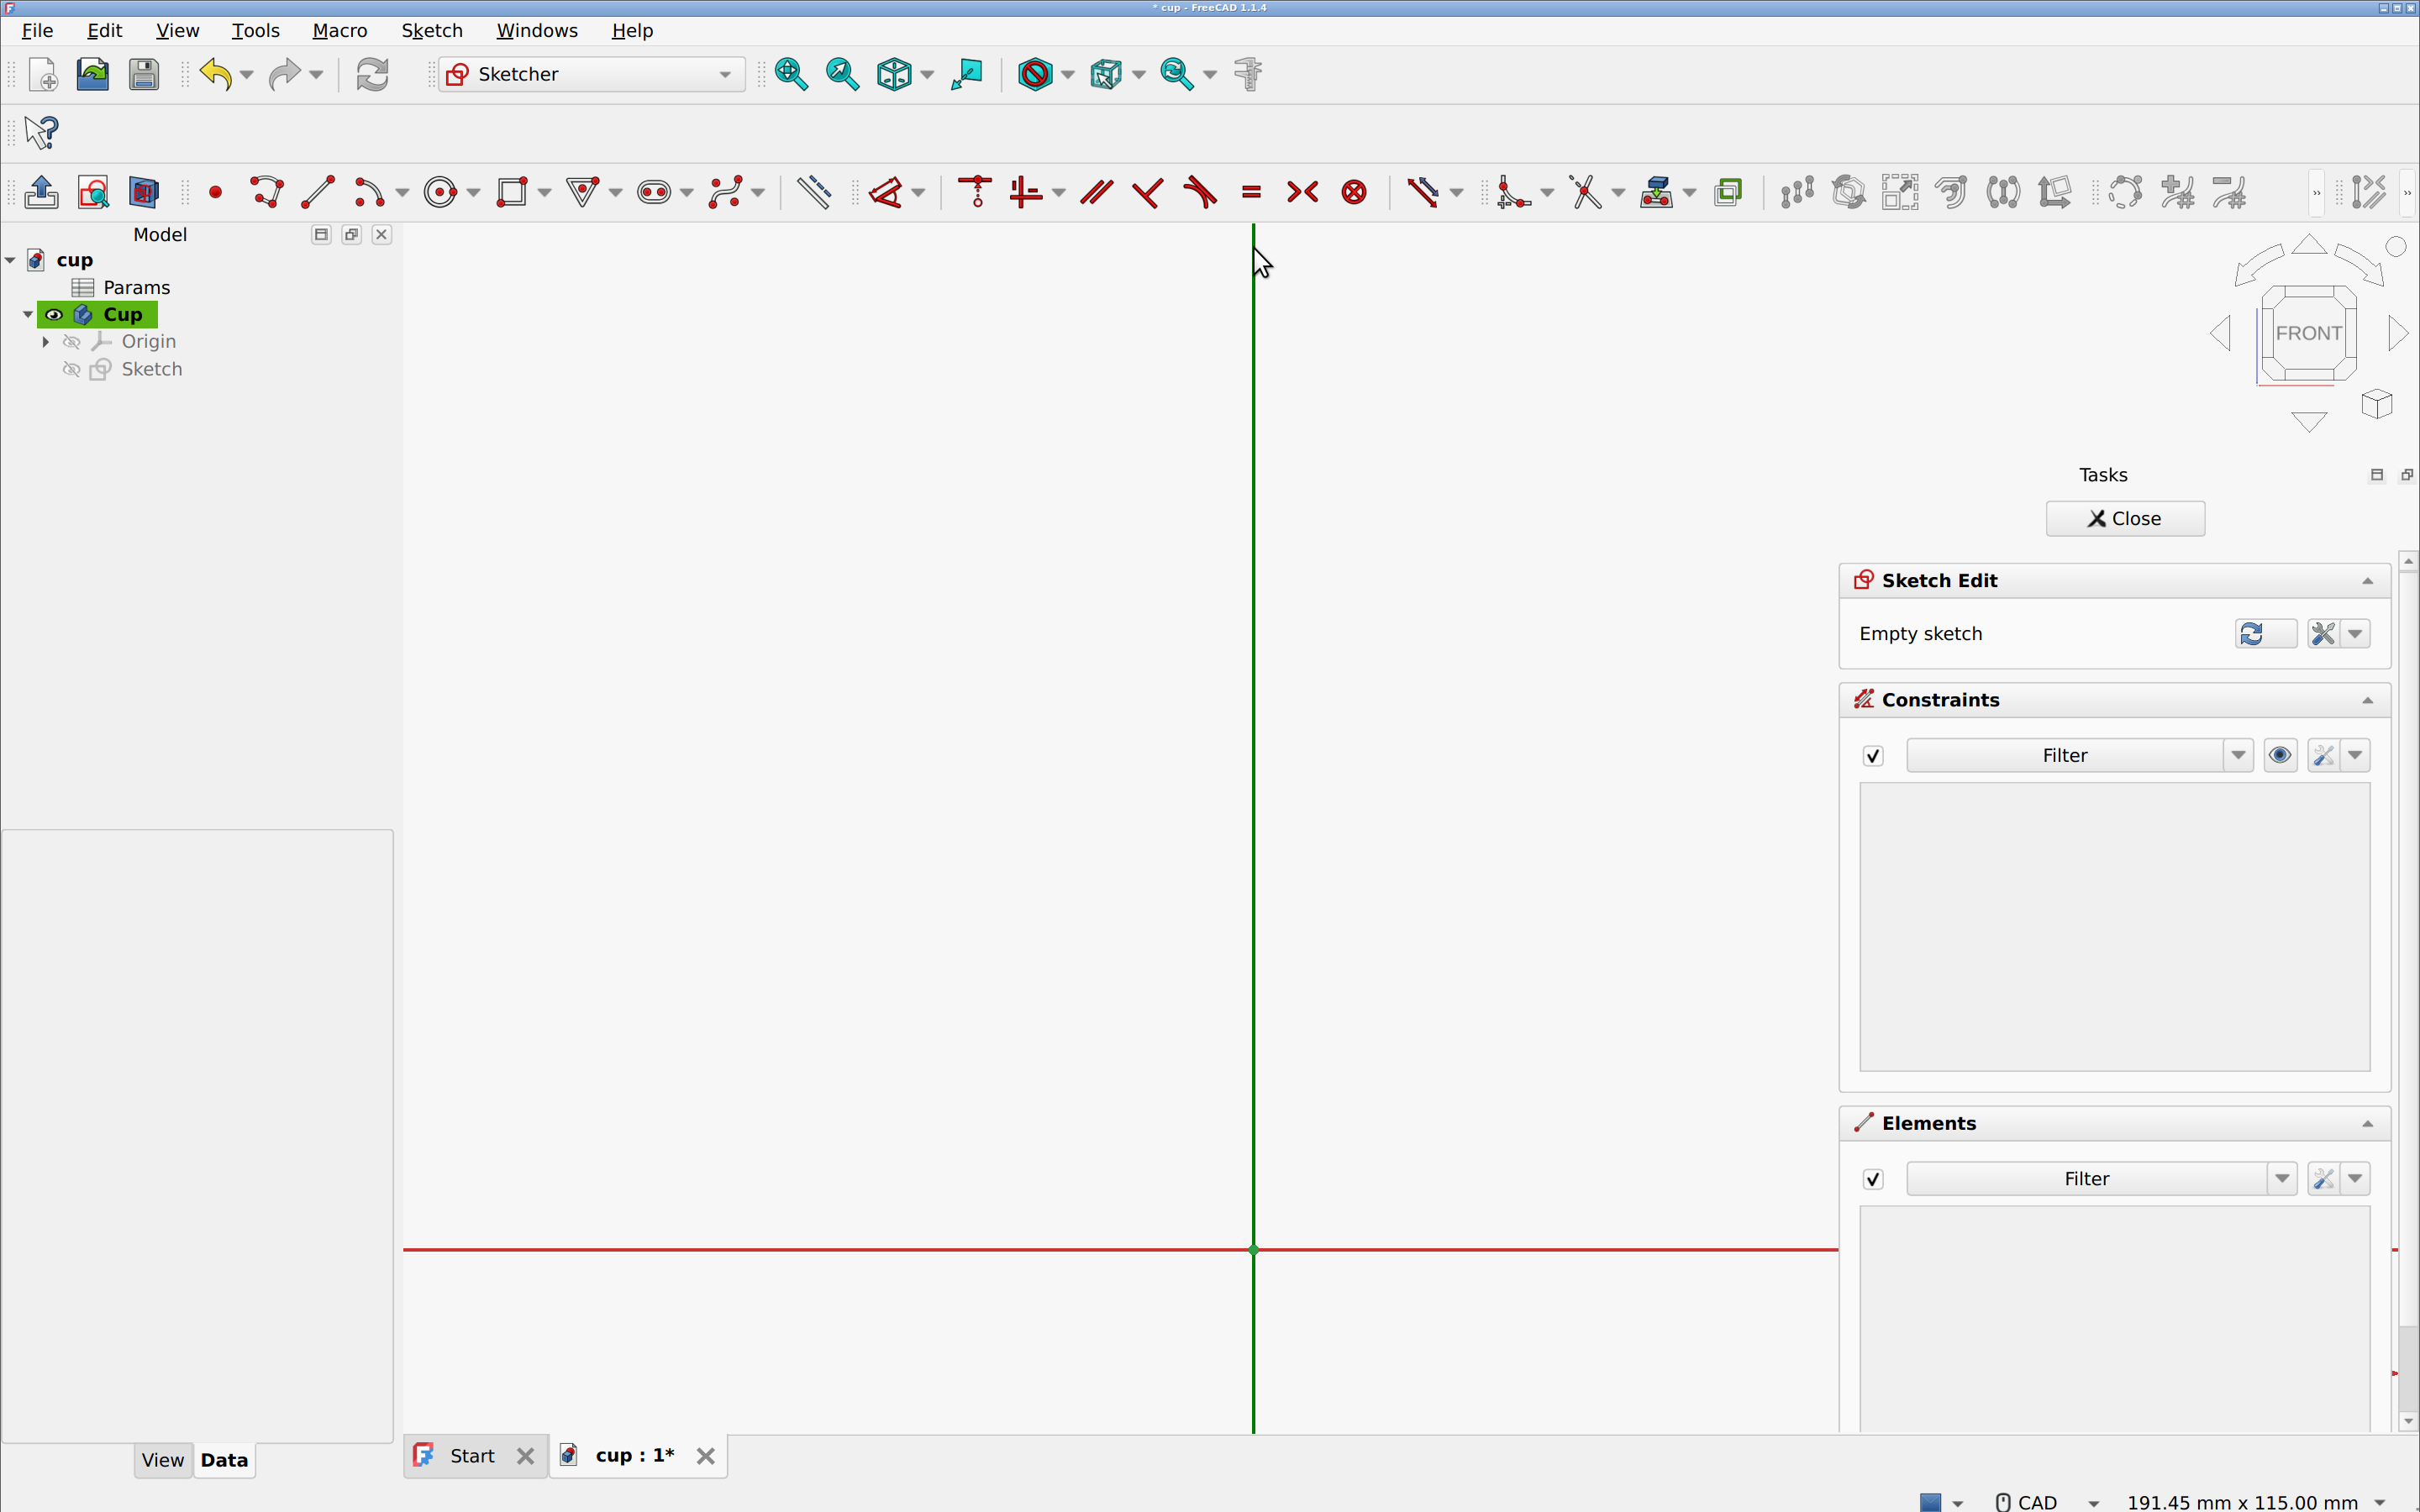 * cup - FreeCAD 1.1.4
File Edit View Tools Macro Sketch Windows Help
Sketcher
Model
cup
Params
Cup
Origin
Sketch
FRONT
Tasks
Close
Sketch Edit
Empty sketch
Constraints
Filter
Elements
Filter
View Data
Start
cup : 1*
CAD
191.45 mm x 115.00 mm